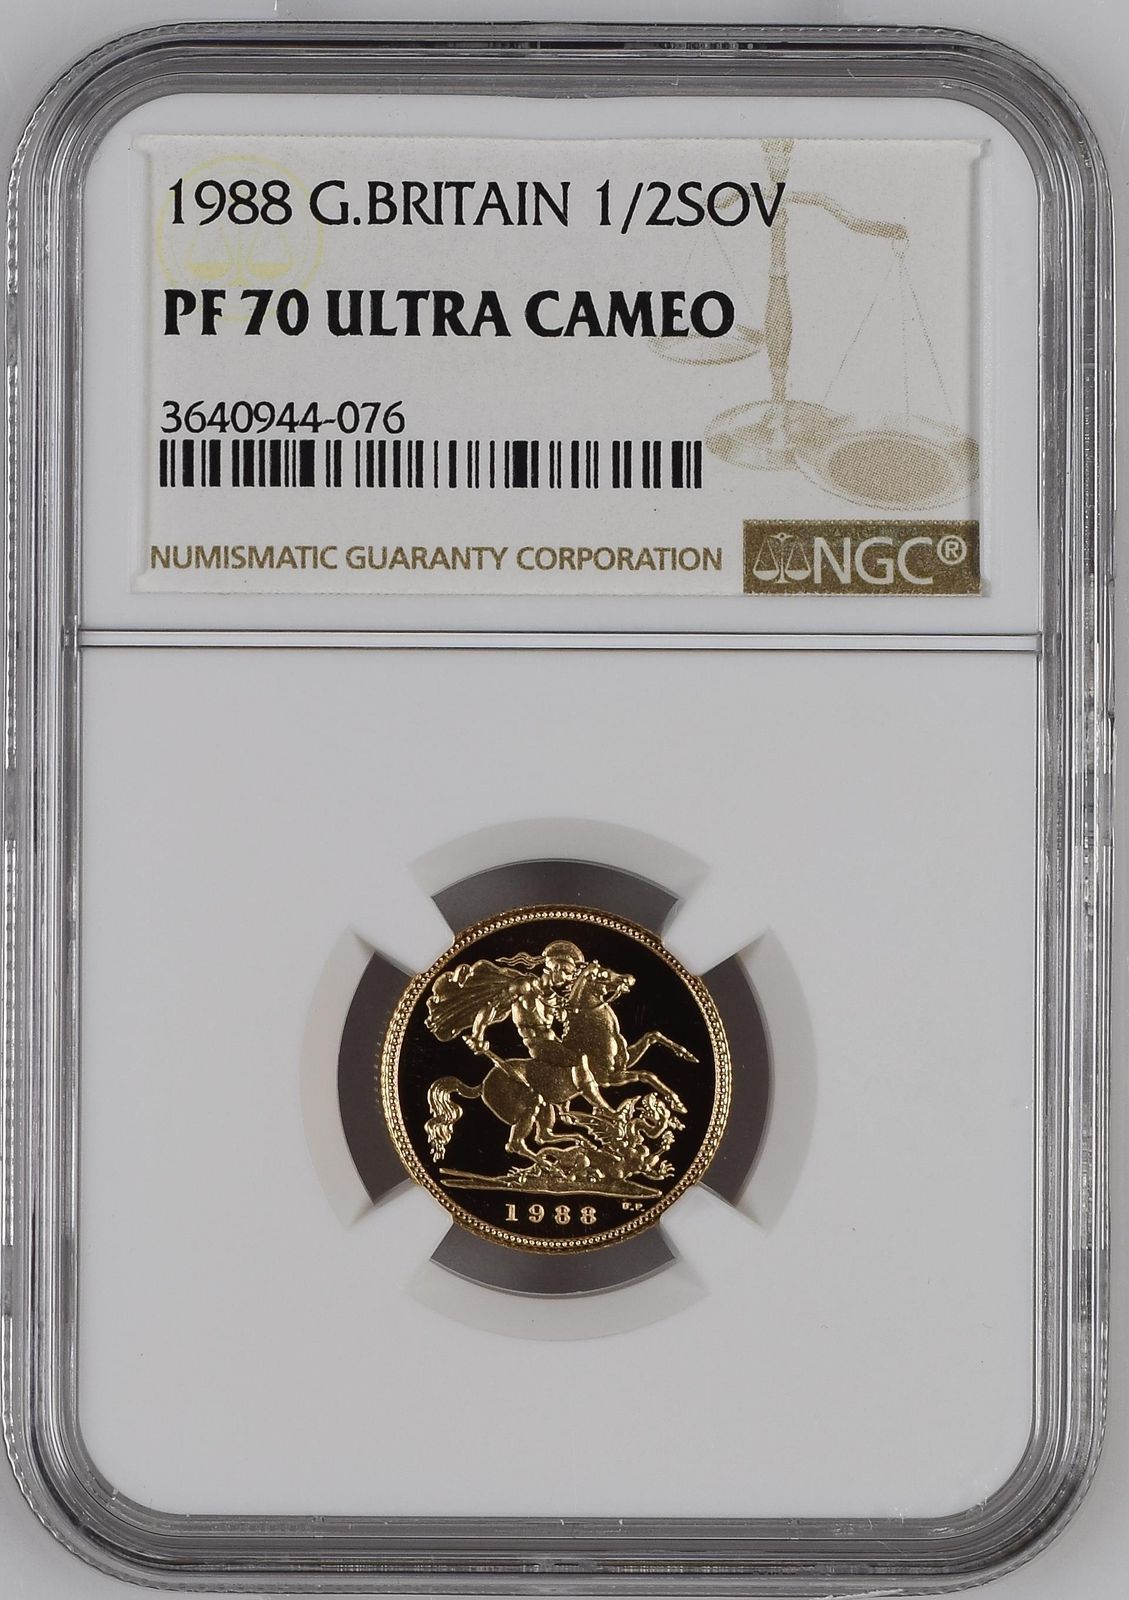 1988 G.BRITAIN 1/2SOV
PF 70 ULTRA CAMEO
3640944-076
NUMISMATIC GUARANTY CORPORATION
NGC®
1988
B.P.